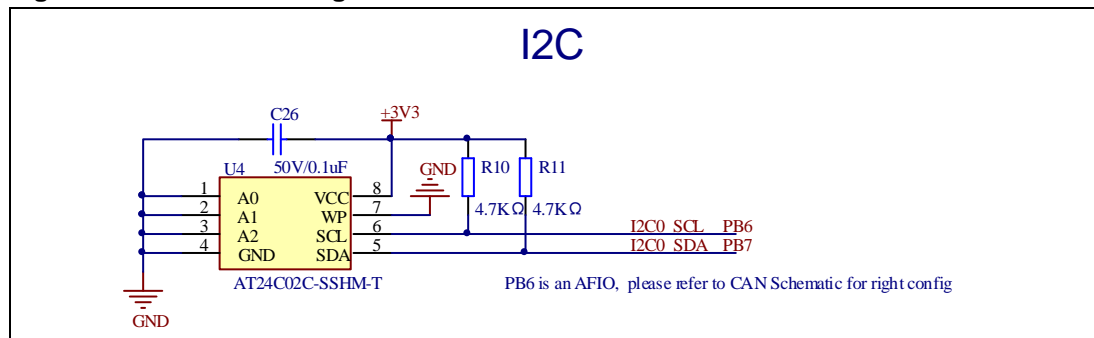 I2C
C26
+3V3
U4
50V/0.1uF
GND
R10
R11
4.7KΩ
4.7KΩ
1 A0 VCC 8
2 A1 WP 7
3 A2 SCL 6
4 GND SDA 5
I2C0_SCL PB6
I2C0_SDA PB7
AT24C02C-SSHM-T
PB6 is an AFIO, please refer to CAN Schematic for right config
GND